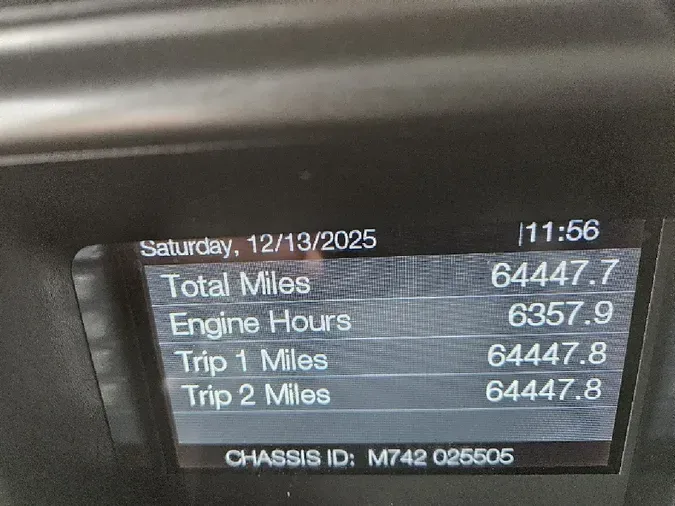 Saturday, 12/13/2025 11:56
Total Miles 64447.7
Engine Hours 6357.9
Trip 1 Miles 64447.8
Trip 2 Miles 64447.8
CHASSIS ID: M742 025505